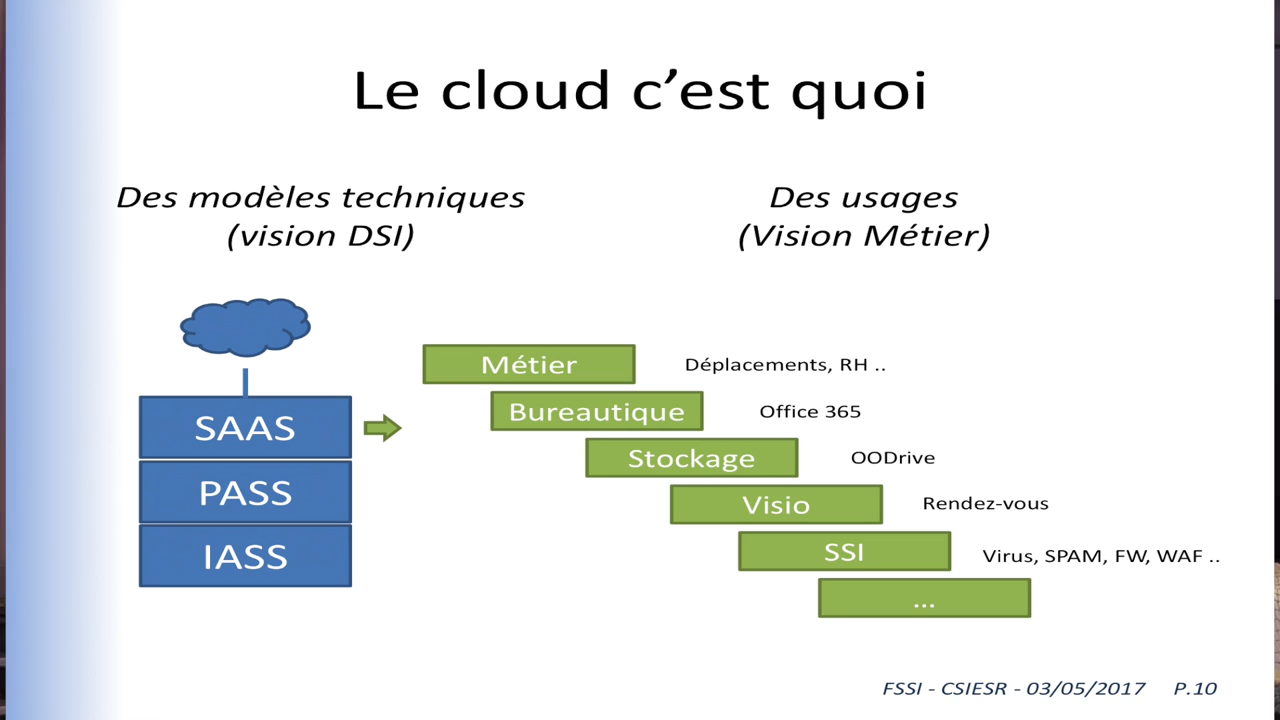 Le cloud c’est quoi
Des modèles techniques
(vision DSI)
Des usages
(Vision Métier)
SAAS
PASS
IASS
Métier
Déplacements, RH ..
Bureautique
Office 365
Stockage
OODrive
Visio
Rendez-vous
SSI
Virus, SPAM, FW, WAF ..
...
FSSI - CSIESR - 03/05/2017 P.10